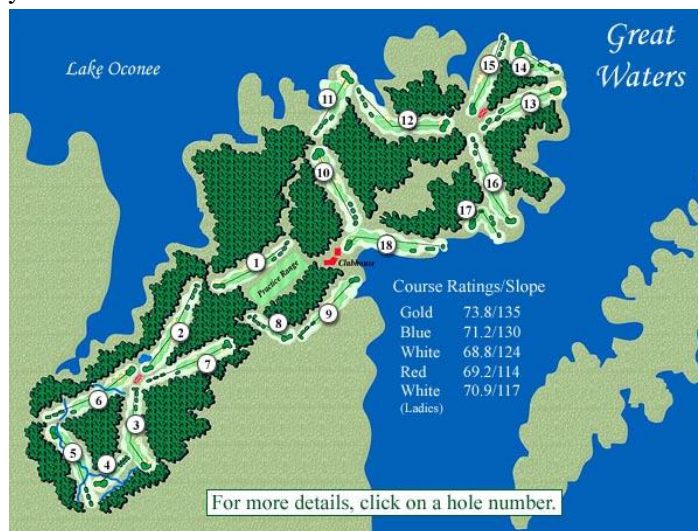 y
Great
Waters
Lake Oconee
15
14
11
13
12
10
16
17
18
1
Clubhouse
Practice Range
Course Ratings/Slope
Gold 73.8/135
Blue 71.2/130
White 68.8/124
Red 69.2/114
White 70.9/117
(Ladies)
9
8
2
7
6
3
5
4
For more details, click on a hole number.